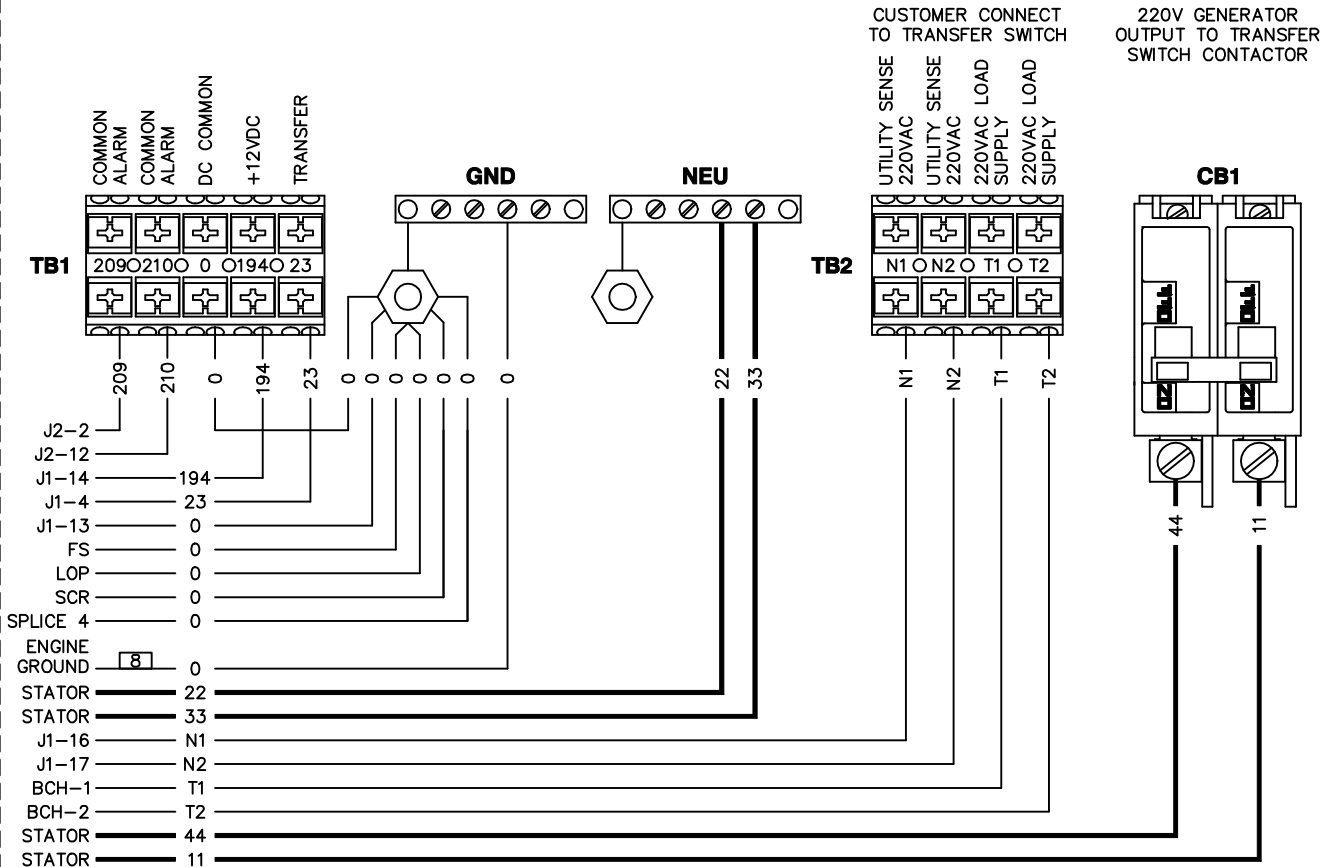 CUSTOMER CONNECT
TO TRANSFER SWITCH
220V GENERATOR
OUTPUT TO TRANSFER
SWITCH CONTACTOR
COMMON
ALARM
COMMON
ALARM
DC COMMON
+12VDC
TRANSFER
UTILITY SENSE
220VAC
UTILITY SENSE
220VAC
220VAC LOAD
SUPPLY
220VAC LOAD
SUPPLY
GND
NEU
CB1
TB1
209 210 0 194 23
TB2
N1 N2 T1 T2
OFF
OFF
ON
ON
209
210
0
194
23
0
0
0
0
0
0
0
22
33
N1
N2
T1
T2
44
11
J2-2
J2-12
J1-14 194
J1-4 23
J1-13 0
FS 0
LOP 0
SCR 0
SPLICE 4 0
ENGINE
GROUND 8 0
STATOR 22
STATOR 33
J1-16 N1
J1-17 N2
BCH-1 T1
BCH-2 T2
STATOR 44
STATOR 11